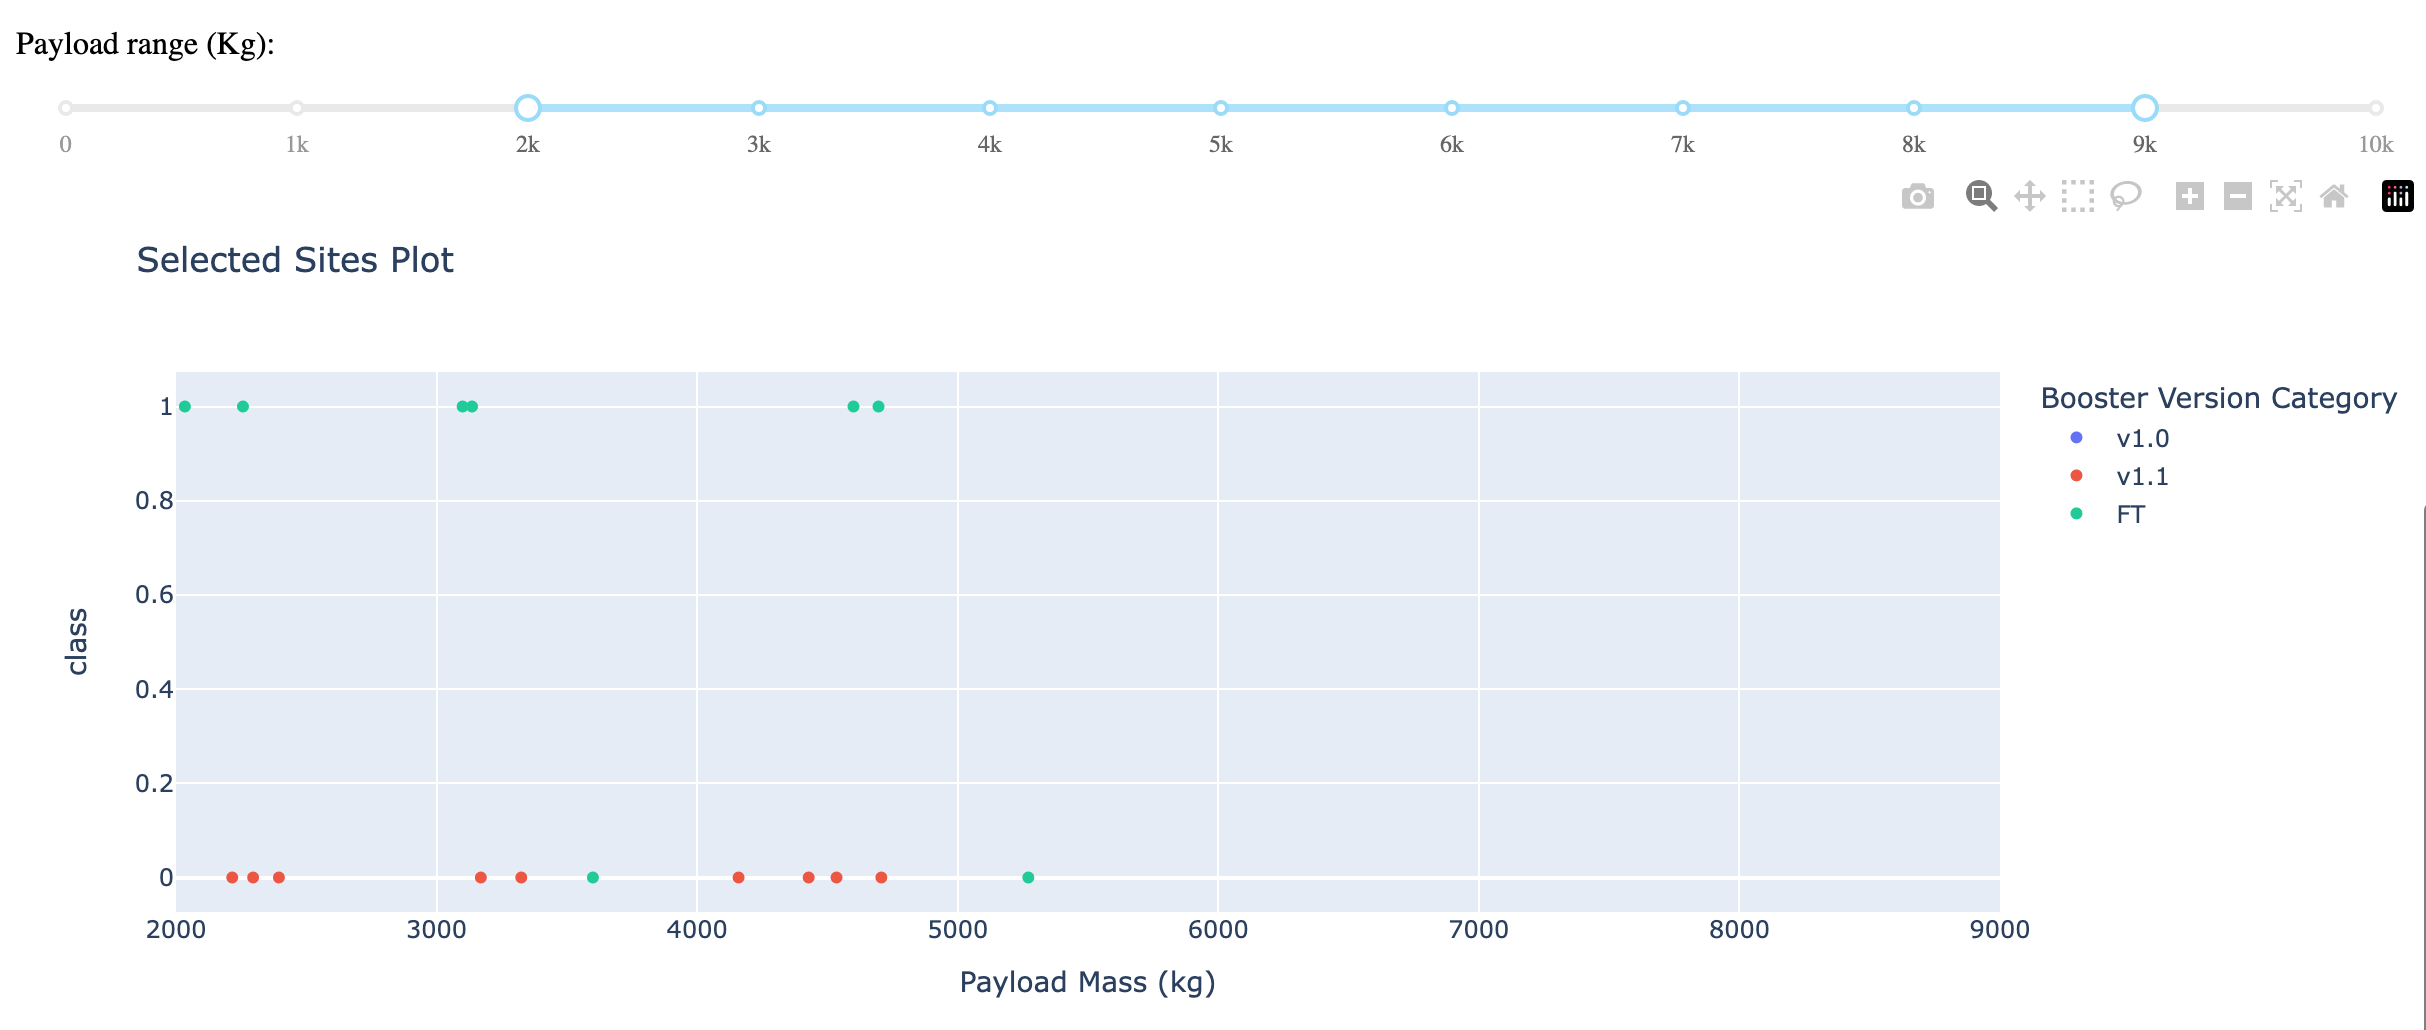 Payload range (Kg):
0 1k 2k 3k 4k 5k 6k 7k 8k 9k 10k
Selected Sites Plot
Booster Version Category
v1.0
v1.1
FT
1
0.8
0.6
0.4
0.2
0
class
2000 3000 4000 5000 6000 7000 8000 9000
Payload Mass (kg)